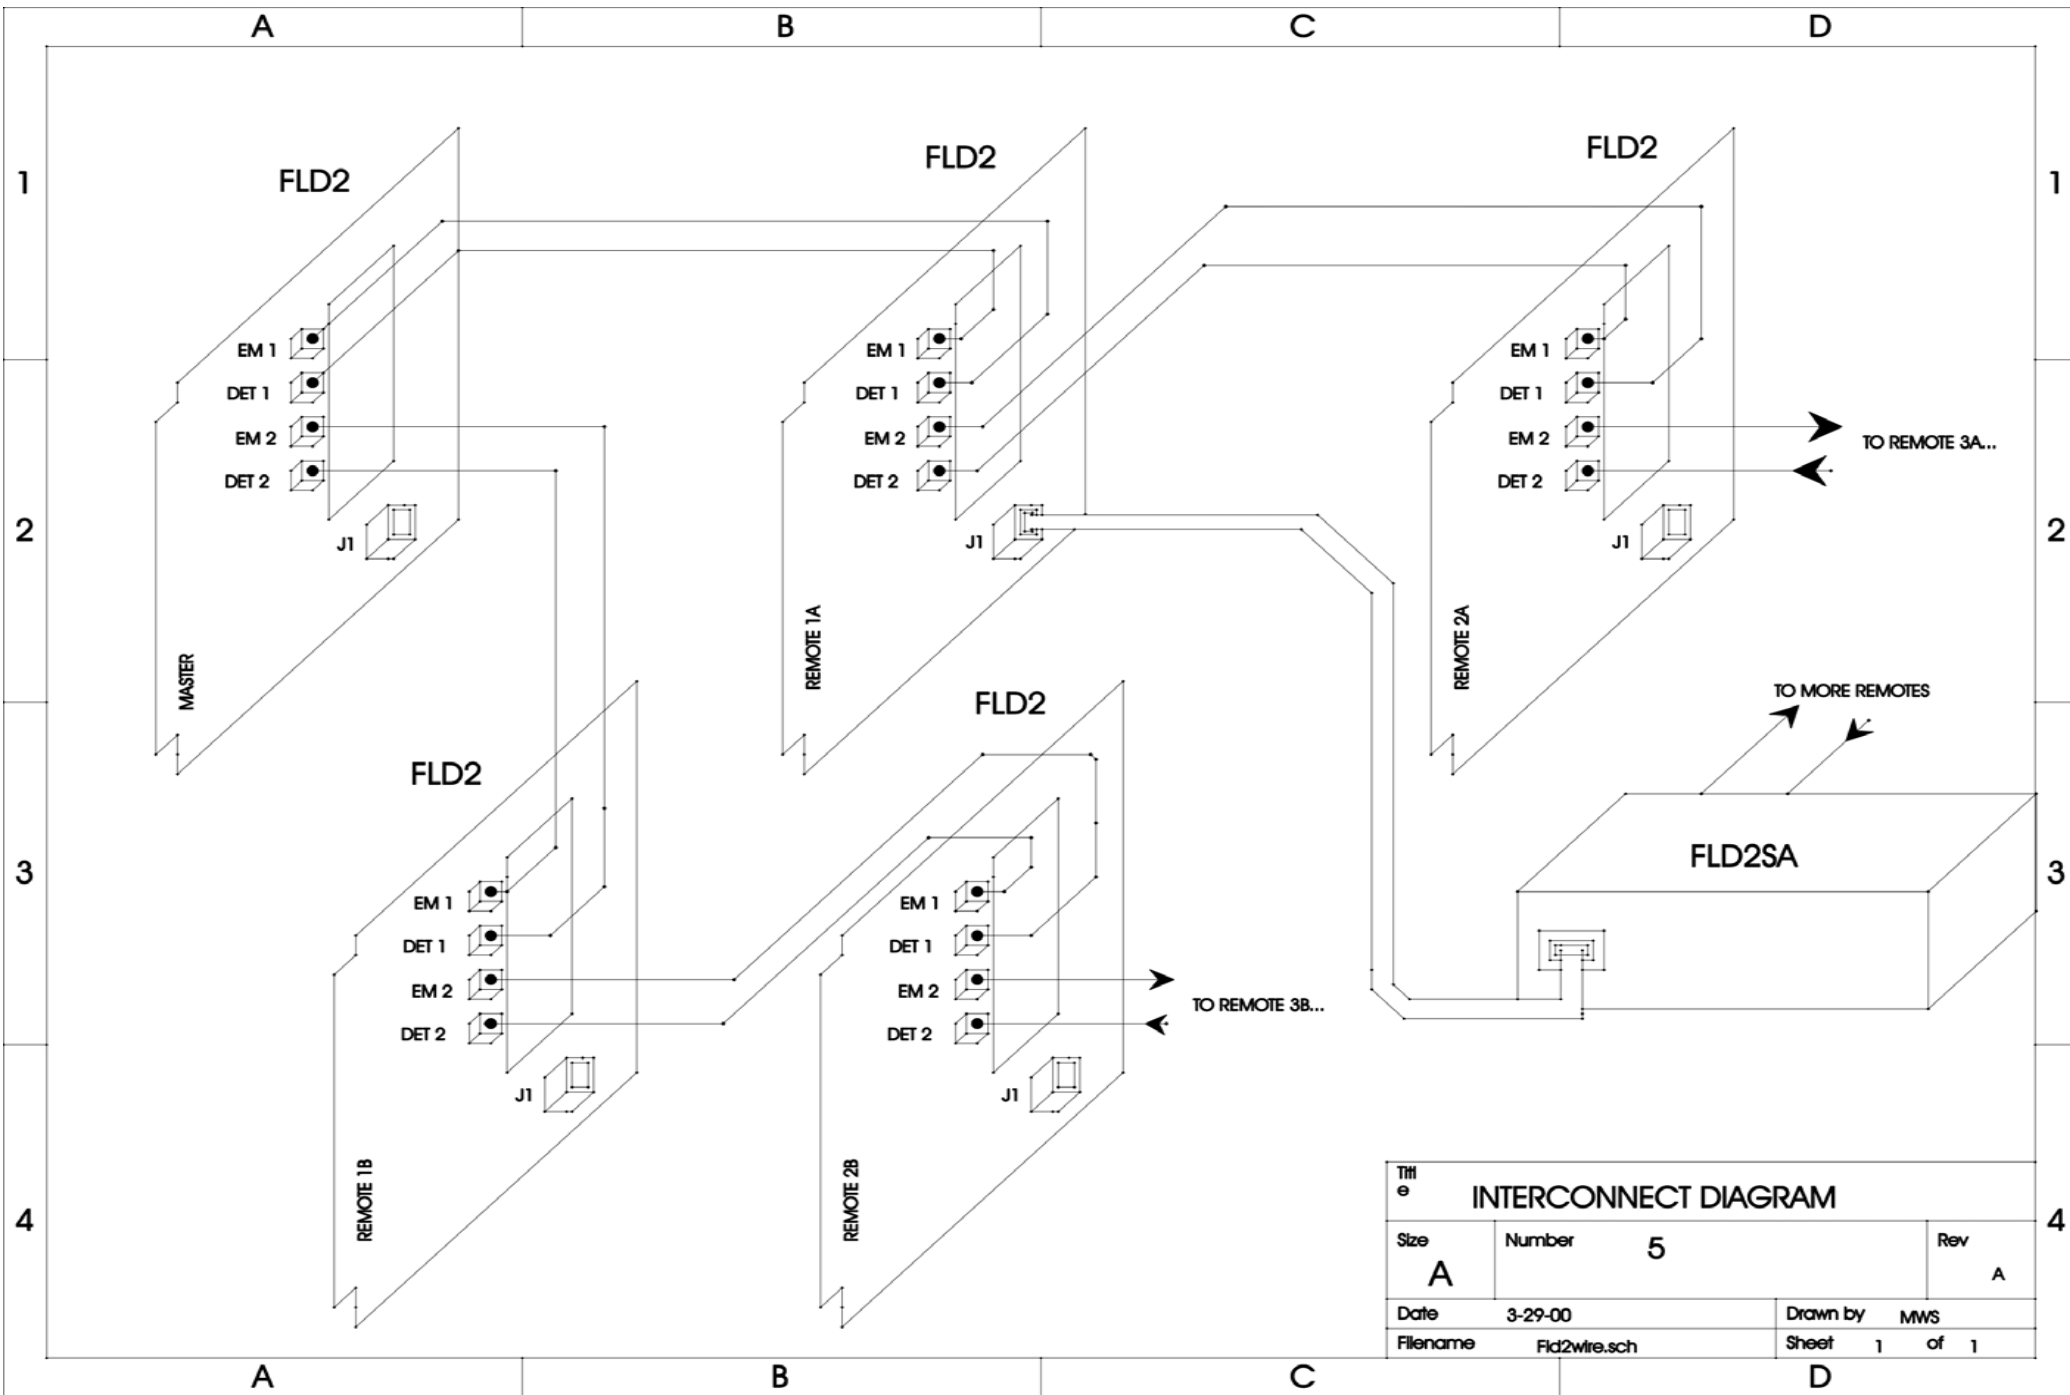 A B C D
1 1
FLD2
FLD2
FLD2
EM 1
DET 1
EM 2
DET 2
J1
MASTER
EM 1
DET 1
EM 2
DET 2
J1
REMOTE 1A
EM 1
DET 1
EM 2
DET 2
J1
REMOTE 2A
TO REMOTE 3A...
2 2
TO MORE REMOTES
FLD2
FLD2
FLD2SA
3 3
EM 1
DET 1
EM 2
DET 2
J1
REMOTE 1B
EM 1
DET 1
EM 2
DET 2
J1
REMOTE 2B
TO REMOTE 3B...
4 4
Title
INTERCONNECT DIAGRAM
Size
A
Number 5
Rev
A
Date 3-29-00
Drawn by MWS
Filename Fld2wire.sch
Sheet 1 of 1
A B C D